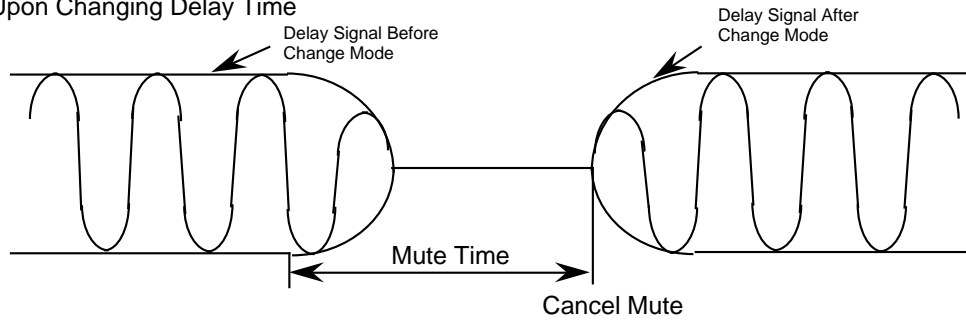 Upon Changing Delay Time
Delay Signal Before
Change Mode
Delay Signal After
Change Mode
Mute Time
Cancel Mute